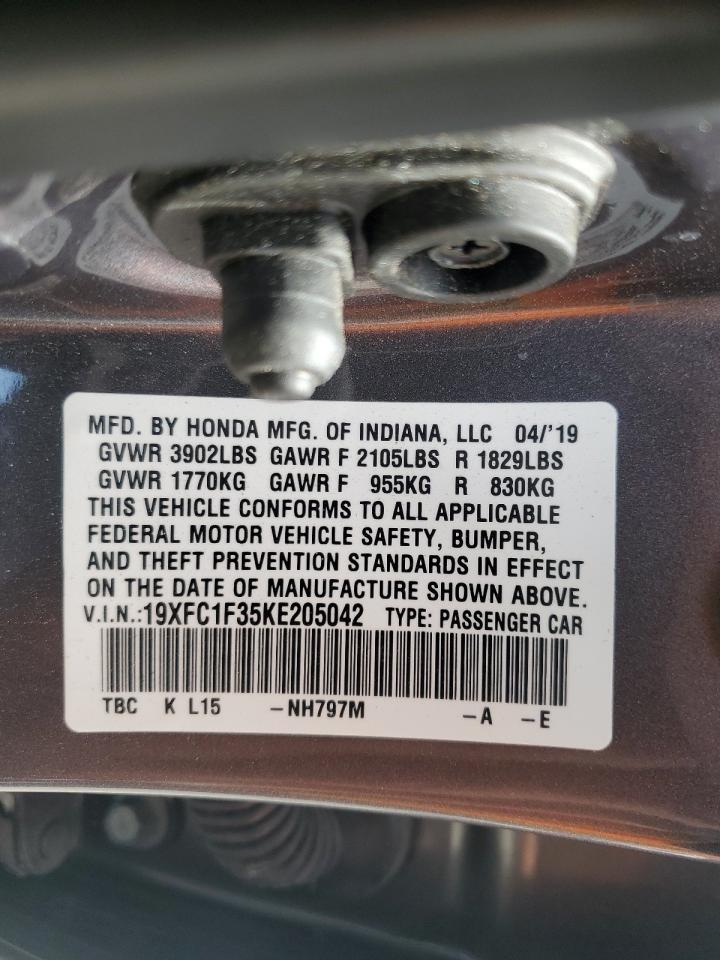 MFD. BY HONDA MFG. OF INDIANA, LLC 04/'19
GVWR 3902LBS GAWR F 2105LBS R 1829LBS
GVWR 1770KG GAWR F 955KG R 830KG
THIS VEHICLE CONFORMS TO ALL APPLICABLE
FEDERAL MOTOR VEHICLE SAFETY, BUMPER,
AND THEFT PREVENTION STANDARDS IN EFFECT
ON THE DATE OF MANUFACTURE SHOWN ABOVE.
V.I.N.:19XFC1F35KE205042 TYPE: PASSENGER CAR
TBC K L15 -NH797M -A -E